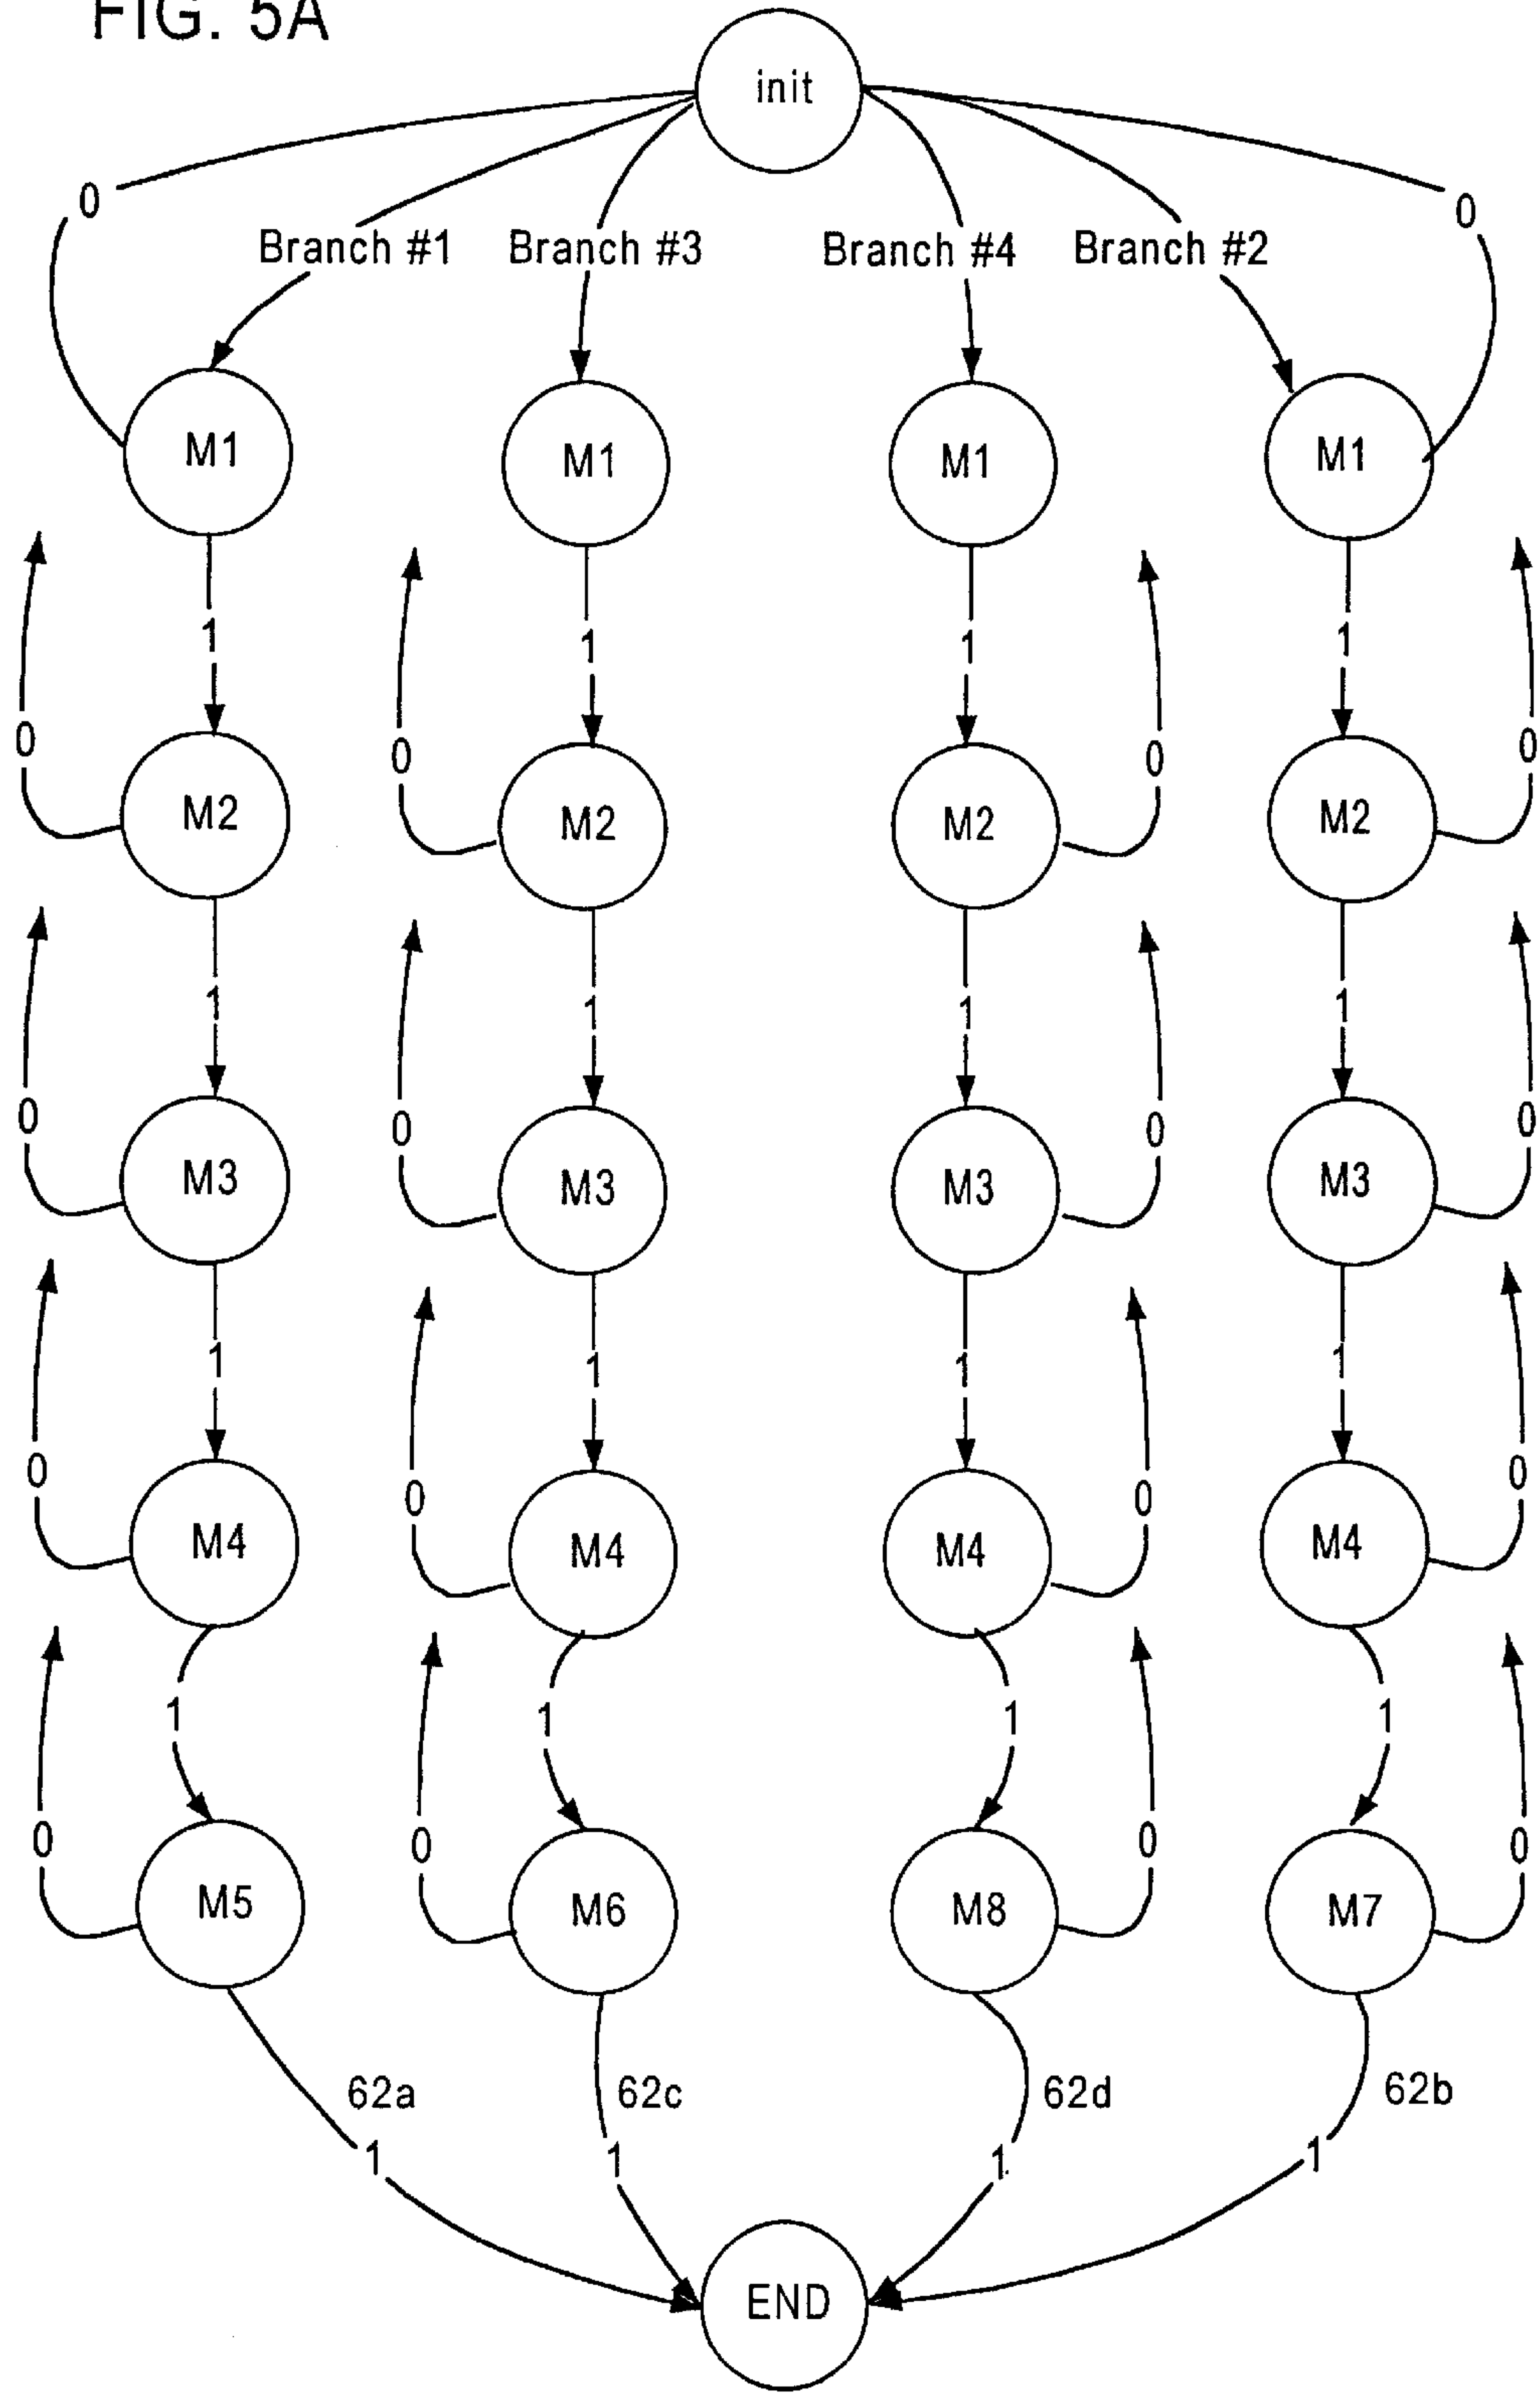 FIG. 5A
init
0 0
Branch #1 Branch #3 Branch #4 Branch #2
M1 M1 M1 M1
1 1 1 1
0 0 0 0
M2 M2 M2 M2
1 1 1 1
0 0 0 0
M3 M3 M3 M3
1 1 1 1
0 0 0 0
M4 M4 M4 M4
1 1 1 1
0 0 0 0
M5 M6 M8 M7
62a 62c 62d 62b
1 1 1 1
END